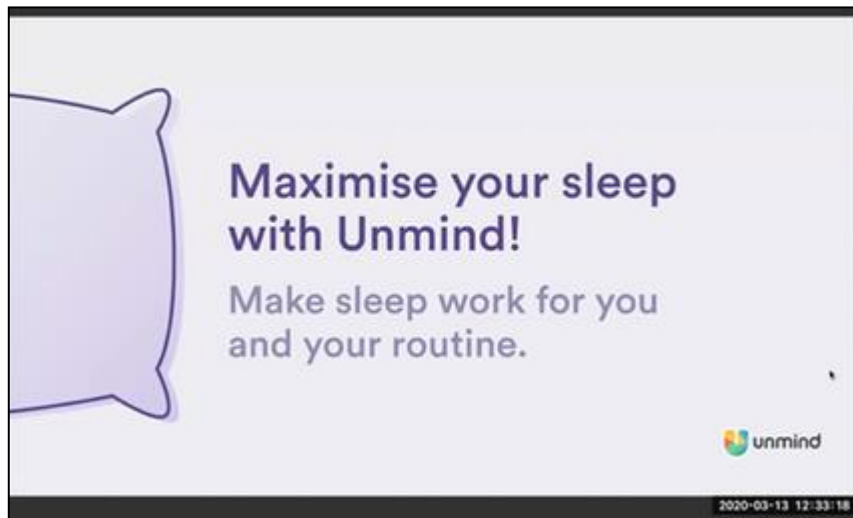 Maximise your sleep
with Unmind!
Make sleep work for you
and your routine.
unmind
2020-03-13 12:33:18